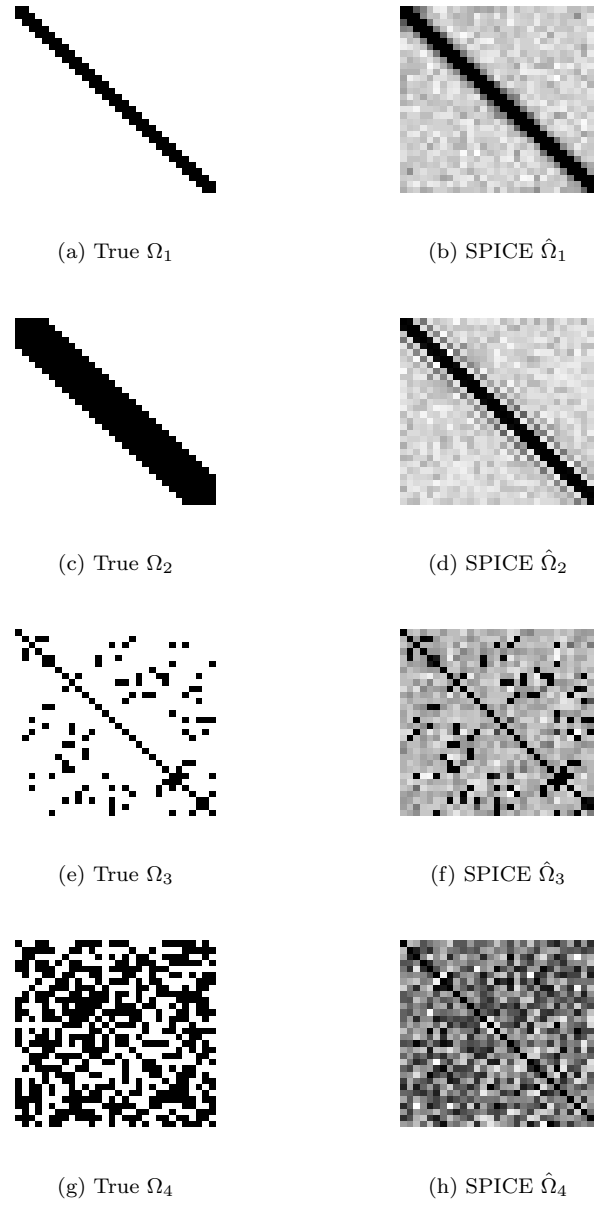 (a) True Ω₁
(b) SPICE Ω̂₁
(c) True Ω₂
(d) SPICE Ω̂₂
(e) True Ω₃
(f) SPICE Ω̂₃
(g) True Ω₄
(h) SPICE Ω̂₄